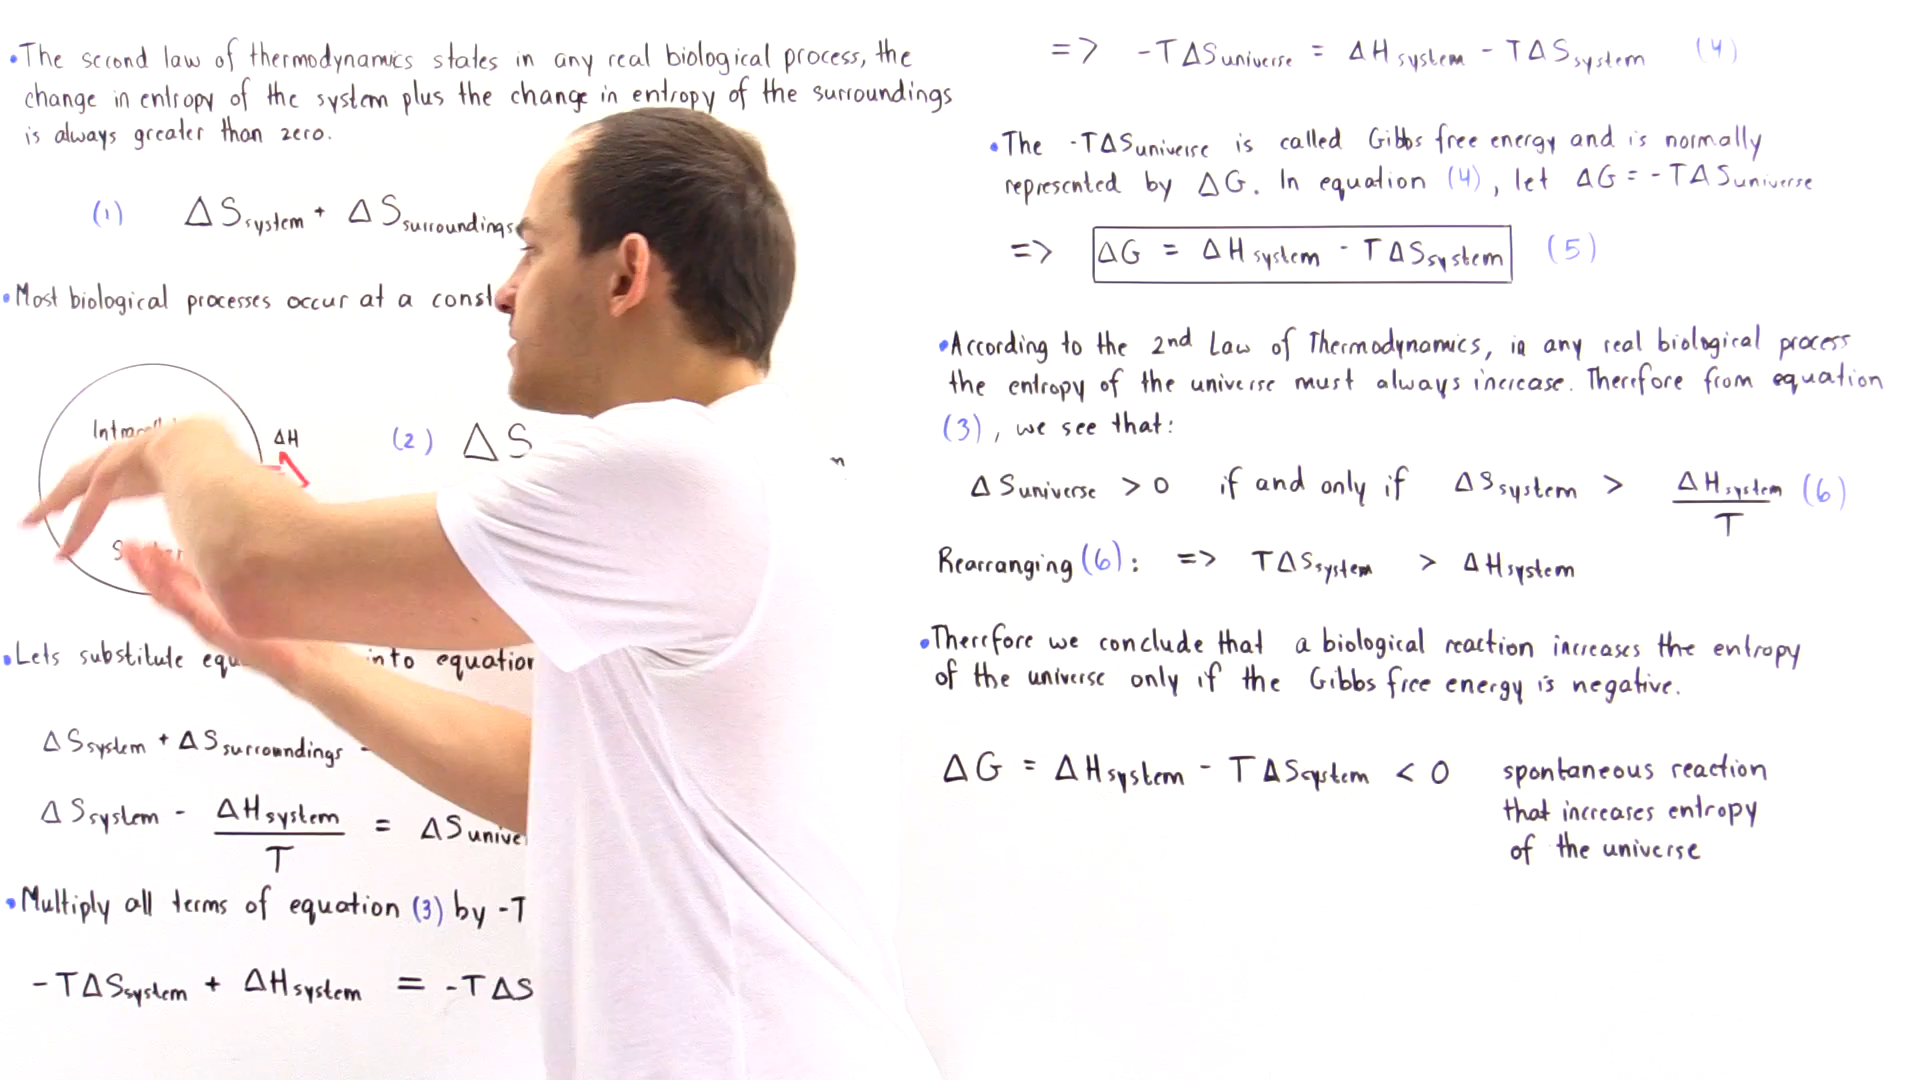 •The second law of thermodynamics states in any real biological process, the
change in entropy of the system plus the change in entropy of the surroundings
is always greater than zero.
(1) ΔSsystem + ΔSsurroundings
•Most biological processes occur at a const
ΔH
(2) ΔS
n
•Lets substitute equ into equation
ΔSsystem + ΔSsurroundings
ΔSsystem - ΔHsystem/T = ΔSunive
•Multiply all terms of equation (3) by -T
-TΔSsystem + ΔHsystem = -TΔS
=> -TΔSuniverse = ΔHsystem - TΔSsystem (4)
•The -TΔSuniverse is called Gibbs free energy and is normally
represented by ΔG. In equation (4), let ΔG = -TΔSuniverse
=> ΔG = ΔHsystem - TΔSsystem (5)
•According to the 2nd Law of Thermodynamics, in any real biological process
the entropy of the universe must always increase. Therefore from equation
(3), we see that:
ΔSuniverse > 0 if and only if ΔSsystem > ΔHsystem/T (6)
Rearranging (6): => TΔSsystem > ΔHsystem
•Therefore we conclude that a biological reaction increases the entropy
of the universe only if the Gibbs free energy is negative.
ΔG = ΔHsystem - TΔSsystem < 0 spontaneous reaction
that increases entropy
of the universe